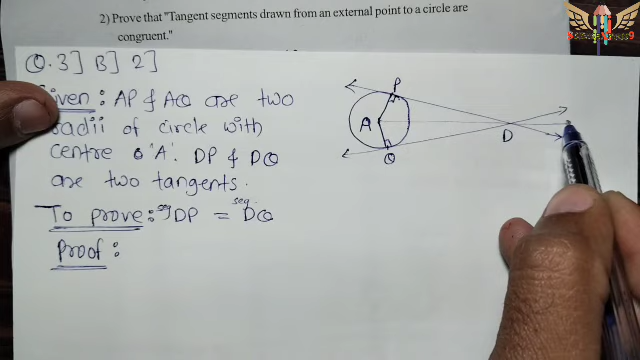 2) Prove that "Tangent segments drawn from an external point to a circle are
congruent."
Q. 3] B] 2]
Given : AP & AQ are two
radii of circle with
centre 'A'. DP & DQ
are two tangents.
To prove : seg DP = seg DQ
Proof :
P
A
Q
D